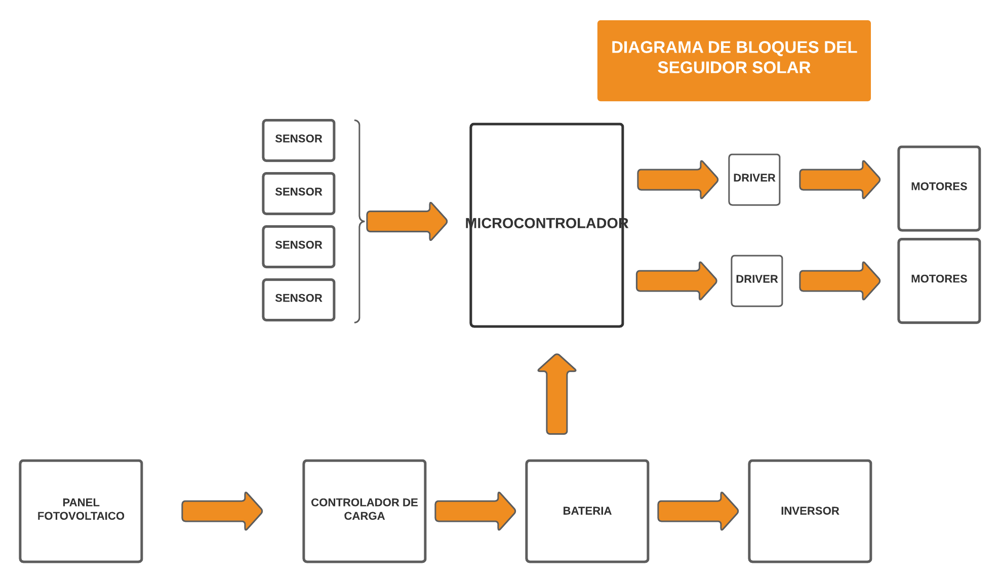 DIAGRAMA DE BLOQUES DEL
SEGUIDOR SOLAR
SENSOR
SENSOR
SENSOR
SENSOR
MICROCONTROLADOR
DRIVER
MOTORES
DRIVER
MOTORES
PANEL
FOTOVOLTAICO
CONTROLADOR DE
CARGA
BATERIA
INVERSOR